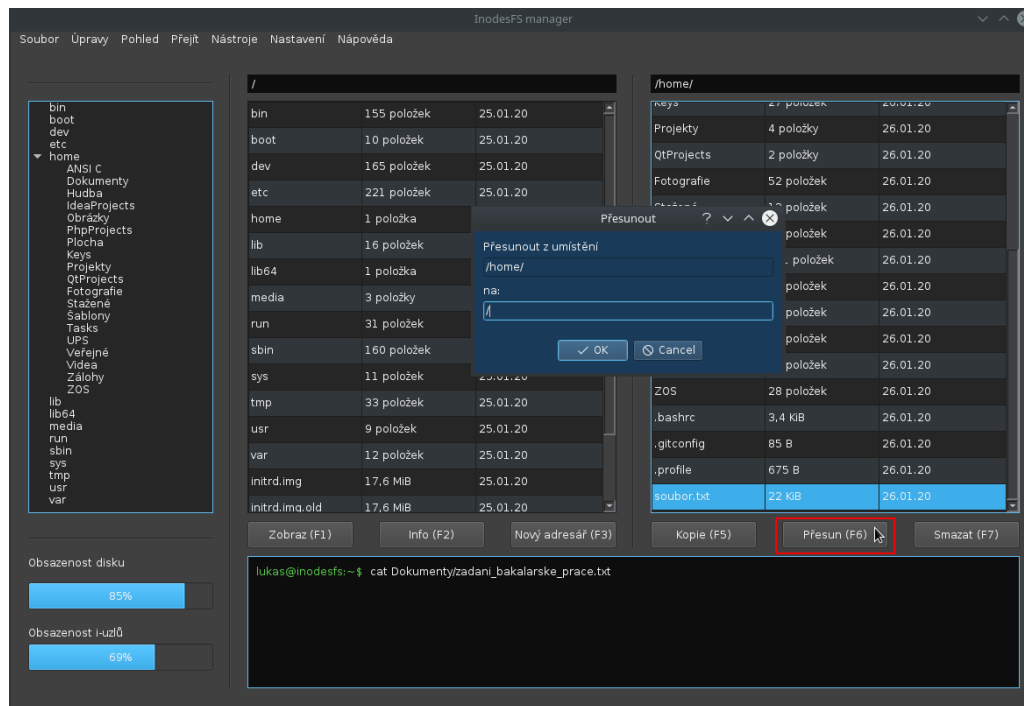 InodesFS manager
Soubor Úpravy Pohled Přejít Nástroje Nastavení Nápověda
/
/home/
bin
boot
dev
etc
home
ANSI C
Dokumenty
Hudba
IdeaProjects
Obrázky
PhpProjects
Plocha
Keys
Projekty
QtProjects
Fotografie
Stažené
Šablony
Tasks
UPS
Veřejné
Videa
Zálohy
ZOS
lib
lib64
media
run
sbin
sys
tmp
usr
var
bin 155 položek 25.01.20
boot 10 položek 25.01.20
dev 165 položek 25.01.20
etc 221 položek 25.01.20
home 1 položka
lib 16 položek
lib64 1 položka
media 3 položky
run 31 položek
sbin 160 položek
sys 11 položek 25.01.20
tmp 33 položek 25.01.20
usr 9 položek 25.01.20
var 12 položek 25.01.20
initrd.img 17,6 MiB 25.01.20
initrd.img.old 17,6 MiB 25.01.20
Keys 27 položek 26.01.20
Projekty 4 položky 26.01.20
QtProjects 2 položky 26.01.20
Fotografie 52 položek 26.01.20
položek 26.01.20
položek 26.01.20
. položek 26.01.20
položek 26.01.20
položek 26.01.20
položek 26.01.20
položek 26.01.20
ZOS 28 položek 26.01.20
.bashrc 3,4 KiB 26.01.20
.gitconfig 85 B 26.01.20
.profile 675 B 26.01.20
soubor.txt 22 KiB 26.01.20
Přesunout ?
Přesunout z umístění
/home/
na:
/
OK Cancel
Zobraz (F1) Info (F2) Nový adresář (F3) Kopie (F5) Přesun (F6) Smazat (F7)
Obsazenost disku
85%
Obsazenost i-uzlů
69%
lukas@inodesfs:~$ cat Dokumenty/zadani_bakalarske_prace.txt